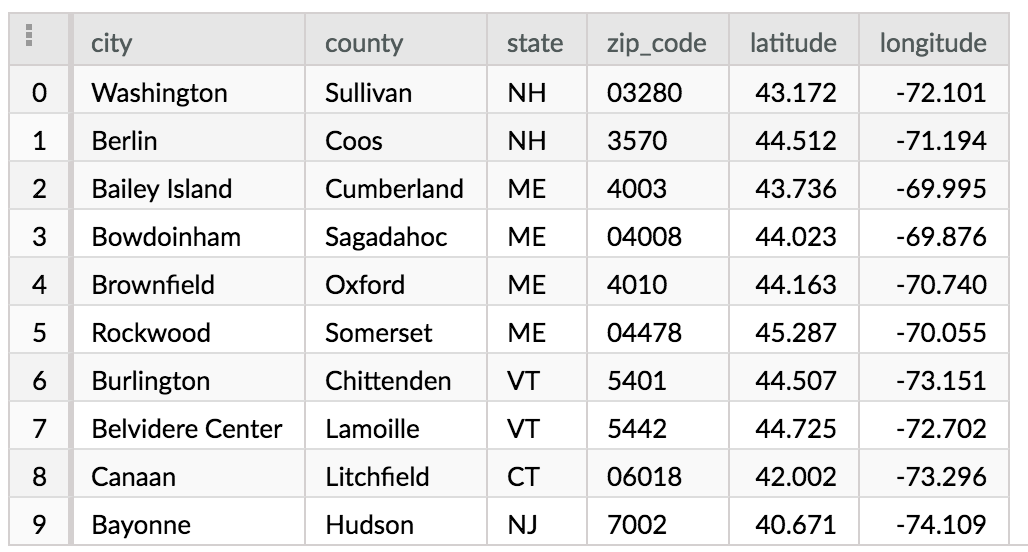 city county state zip_code latitude longitude
0 Washington Sullivan NH 03280 43.172 -72.101
1 Berlin Coos NH 3570 44.512 -71.194
2 Bailey Island Cumberland ME 4003 43.736 -69.995
3 Bowdoinham Sagadahoc ME 04008 44.023 -69.876
4 Brownfield Oxford ME 4010 44.163 -70.740
5 Rockwood Somerset ME 04478 45.287 -70.055
6 Burlington Chittenden VT 5401 44.507 -73.151
7 Belvidere Center Lamoille VT 5442 44.725 -72.702
8 Canaan Litchfield CT 06018 42.002 -73.296
9 Bayonne Hudson NJ 7002 40.671 -74.109